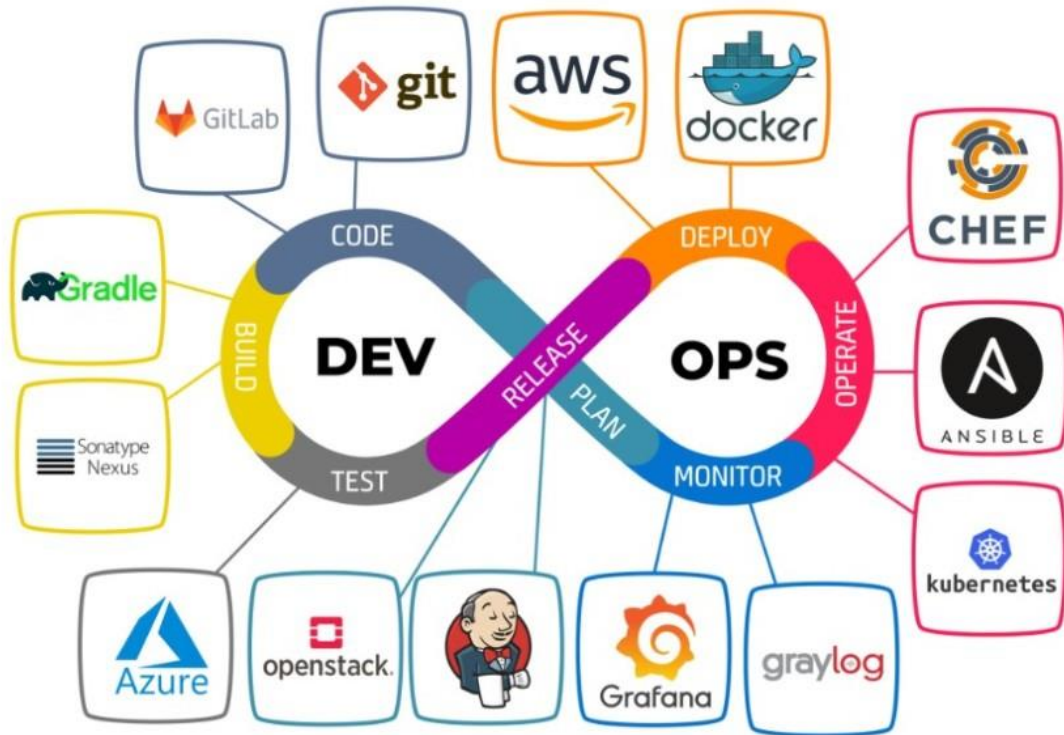 GitLab
git
aws
docker
CHEF
Gradle
CODE
DEPLOY
BUILD
DEV
RELEASE
OPS
OPERATE
PLAN
ANSIBLE
Sonatype
Nexus
TEST
MONITOR
kubernetes
Azure
openstack.
Grafana
graylog